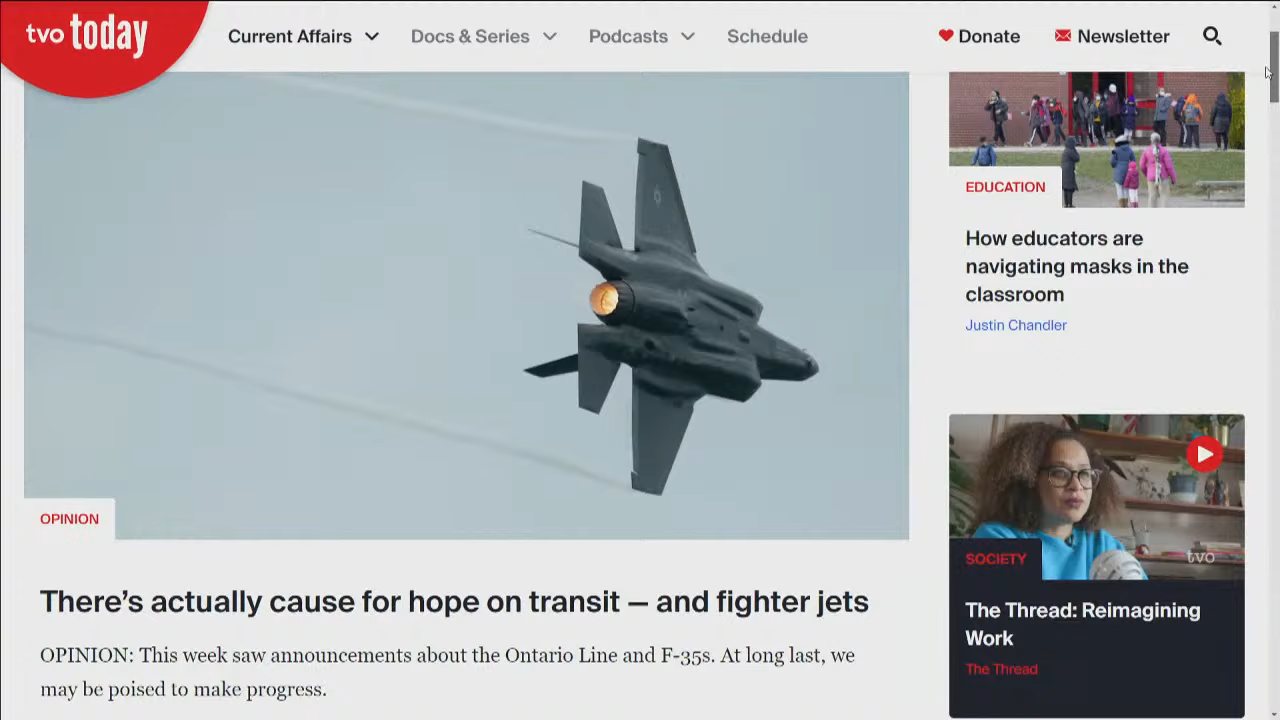 tvo today
Current Affairs
Docs & Series
Podcasts
Schedule
Donate
Newsletter
OPINION
There’s actually cause for hope on transit — and fighter jets
OPINION: This week saw announcements about the Ontario Line and F-35s. At long last, we
may be poised to make progress.
EDUCATION
How educators are
navigating masks in the
classroom
Justin Chandler
tvo
SOCIETY
The Thread: Reimagining
Work
The Thread